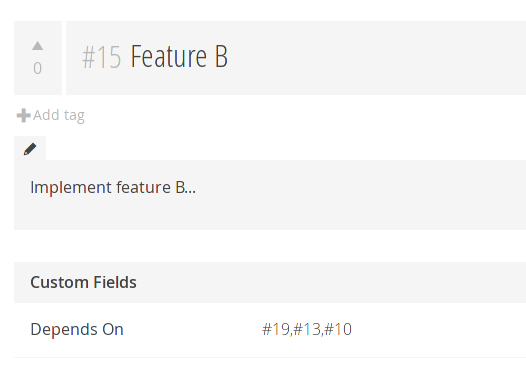 #15 Feature B
0
Add tag
Implement feature B...
Custom Fields
Depends On #19,#13,#10